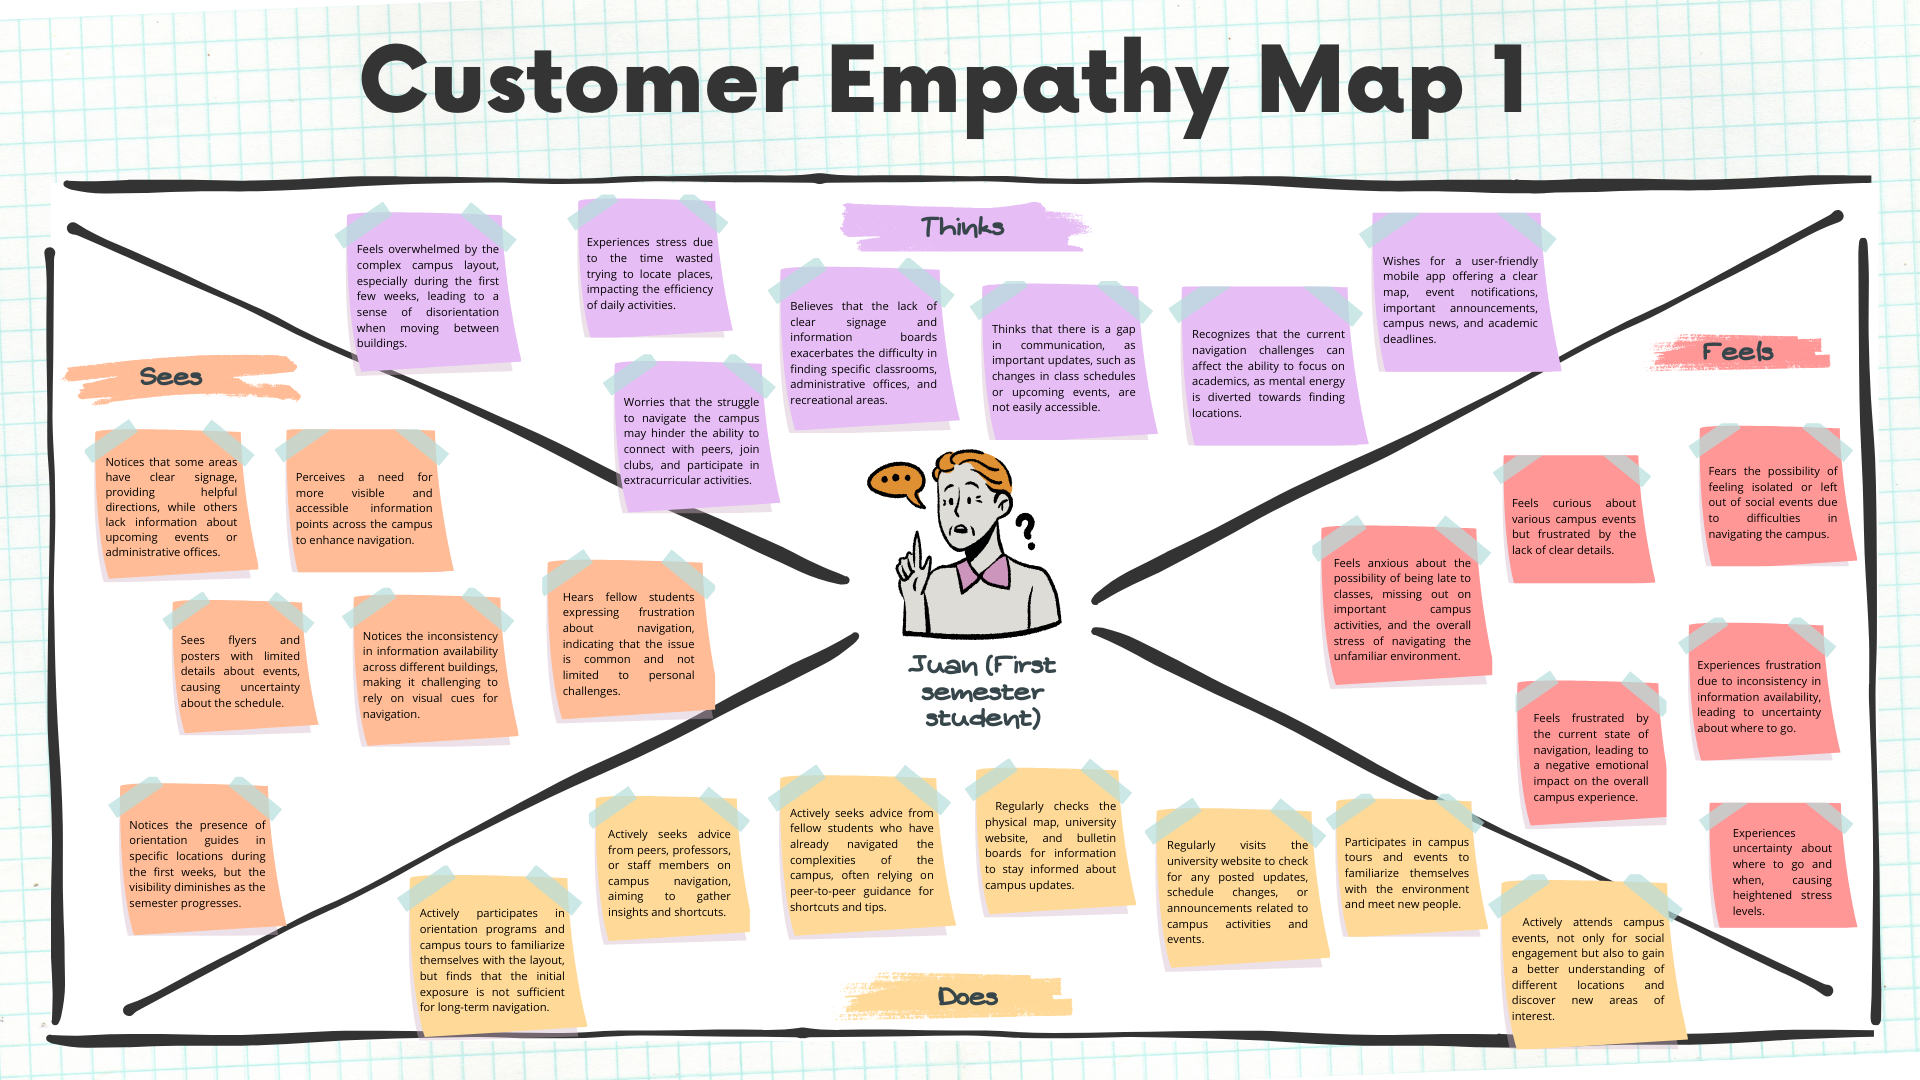 Customer Empathy Map 1
Thinks
Feels overwhelmed by the
complex campus layout,
especially during the first
few weeks, leading to a
sense of disorientation
when moving between
buildings.
Experiences stress due
to the time wasted
trying to locate places,
impacting the efficiency
of daily activities.
Worries that the struggle
to navigate the campus
may hinder the ability to
connect with peers, join
clubs, and participate in
extracurricular activities.
Believes that the lack of
clear signage and
information boards
exacerbates the difficulty in
finding specific classrooms,
administrative offices, and
recreational areas.
Thinks that there is a gap
in communication, as
important updates, such as
changes in class schedules
or upcoming events, are
not easily accessible.
Recognizes that the current
navigation challenges can
affect the ability to focus on
academics, as mental energy
is diverted towards finding
locations.
Wishes for a user-friendly
mobile app offering a clear
map, event notifications,
important announcements,
campus news, and academic
deadlines.
Sees
Notices that some areas
have clear signage,
providing helpful
directions, while others
lack information about
upcoming events or
administrative offices.
Perceives a need for
more visible and
accessible information
points across the campus
to enhance navigation.
Sees flyers and
posters with limited
details about events,
causing uncertainty
about the schedule.
Notices the inconsistency
in information availability
across different buildings,
making it challenging to
rely on visual cues for
navigation.
Hears fellow students
expressing frustration
about navigation,
indicating that the issue
is common and not
limited to personal
challenges.
Notices the presence of
orientation guides in
specific locations during
the first weeks, but the
visibility diminishes as the
semester progresses.
?
Juan (First
semester
student)
Feels
Feels anxious about the
possibility of being late to
classes, missing out on
important campus
activities, and the overall
stress of navigating the
unfamiliar environment.
Feels curious about
various campus events
but frustrated by the
lack of clear details.
Fears the possibility of
feeling isolated or left
out of social events due
to difficulties in
navigating the campus.
Feels frustrated by
the current state of
navigation, leading to
a negative emotional
impact on the overall
campus experience.
Experiences frustration
due to inconsistency in
information availability,
leading to uncertainty
about where to go.
Experiences
uncertainty about
where to go and
when, causing
heightened stress
levels.
Actively participates in
orientation programs and
campus tours to familiarize
themselves with the layout,
but finds that the initial
exposure is not sufficient
for long-term navigation.
Actively seeks advice
from peers, professors,
or staff members on
campus navigation,
aiming to gather
insights and shortcuts.
Actively seeks advice from
fellow students who have
already navigated the
complexities of the
campus, often relying on
peer-to-peer guidance for
shortcuts and tips.
Regularly checks the
physical map, university
website, and bulletin
boards for information
to stay informed about
campus updates.
Regularly visits the
university website to check
for any posted updates,
schedule changes, or
announcements related to
campus activities and
events.
Participates in campus
tours and events to
familiarize themselves
with the environment
and meet new people.
Actively attends campus
events, not only for social
engagement but also to gain
a better understanding of
different locations and
discover new areas of
interest.
Does